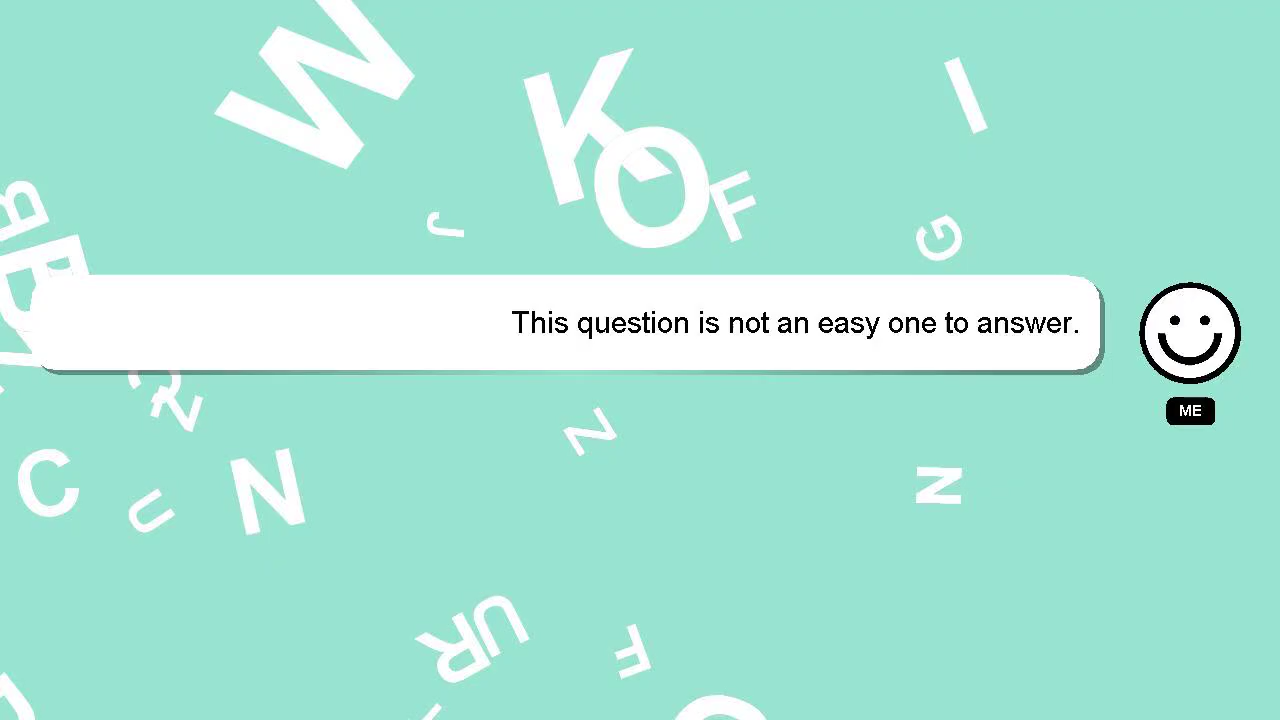 W
K
O
F
I
J
G
B
E
This question is not an easy one to answer.
ME
Z
N
Z
C
U
N
U
R
F